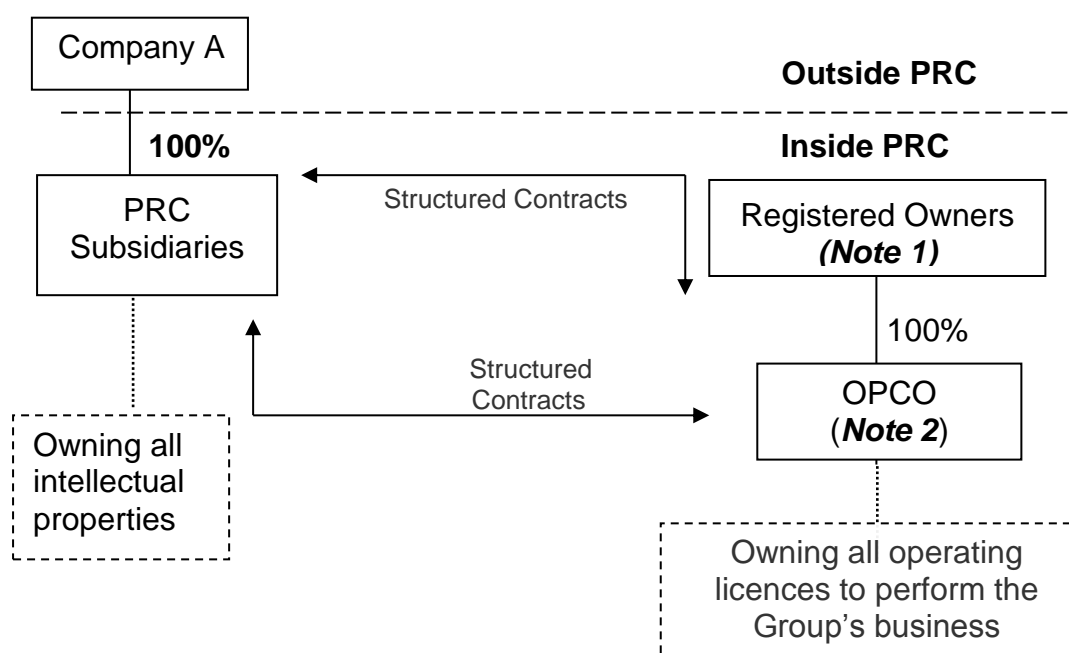 Company A
Outside PRC
100%
Inside PRC
PRC
Subsidiaries
Structured Contracts
Registered Owners
(Note 1)
100%
Structured
Contracts
OPCO
(Note 2)
Owning all
intellectual
properties
Owning all operating
licences to perform the
Group's business